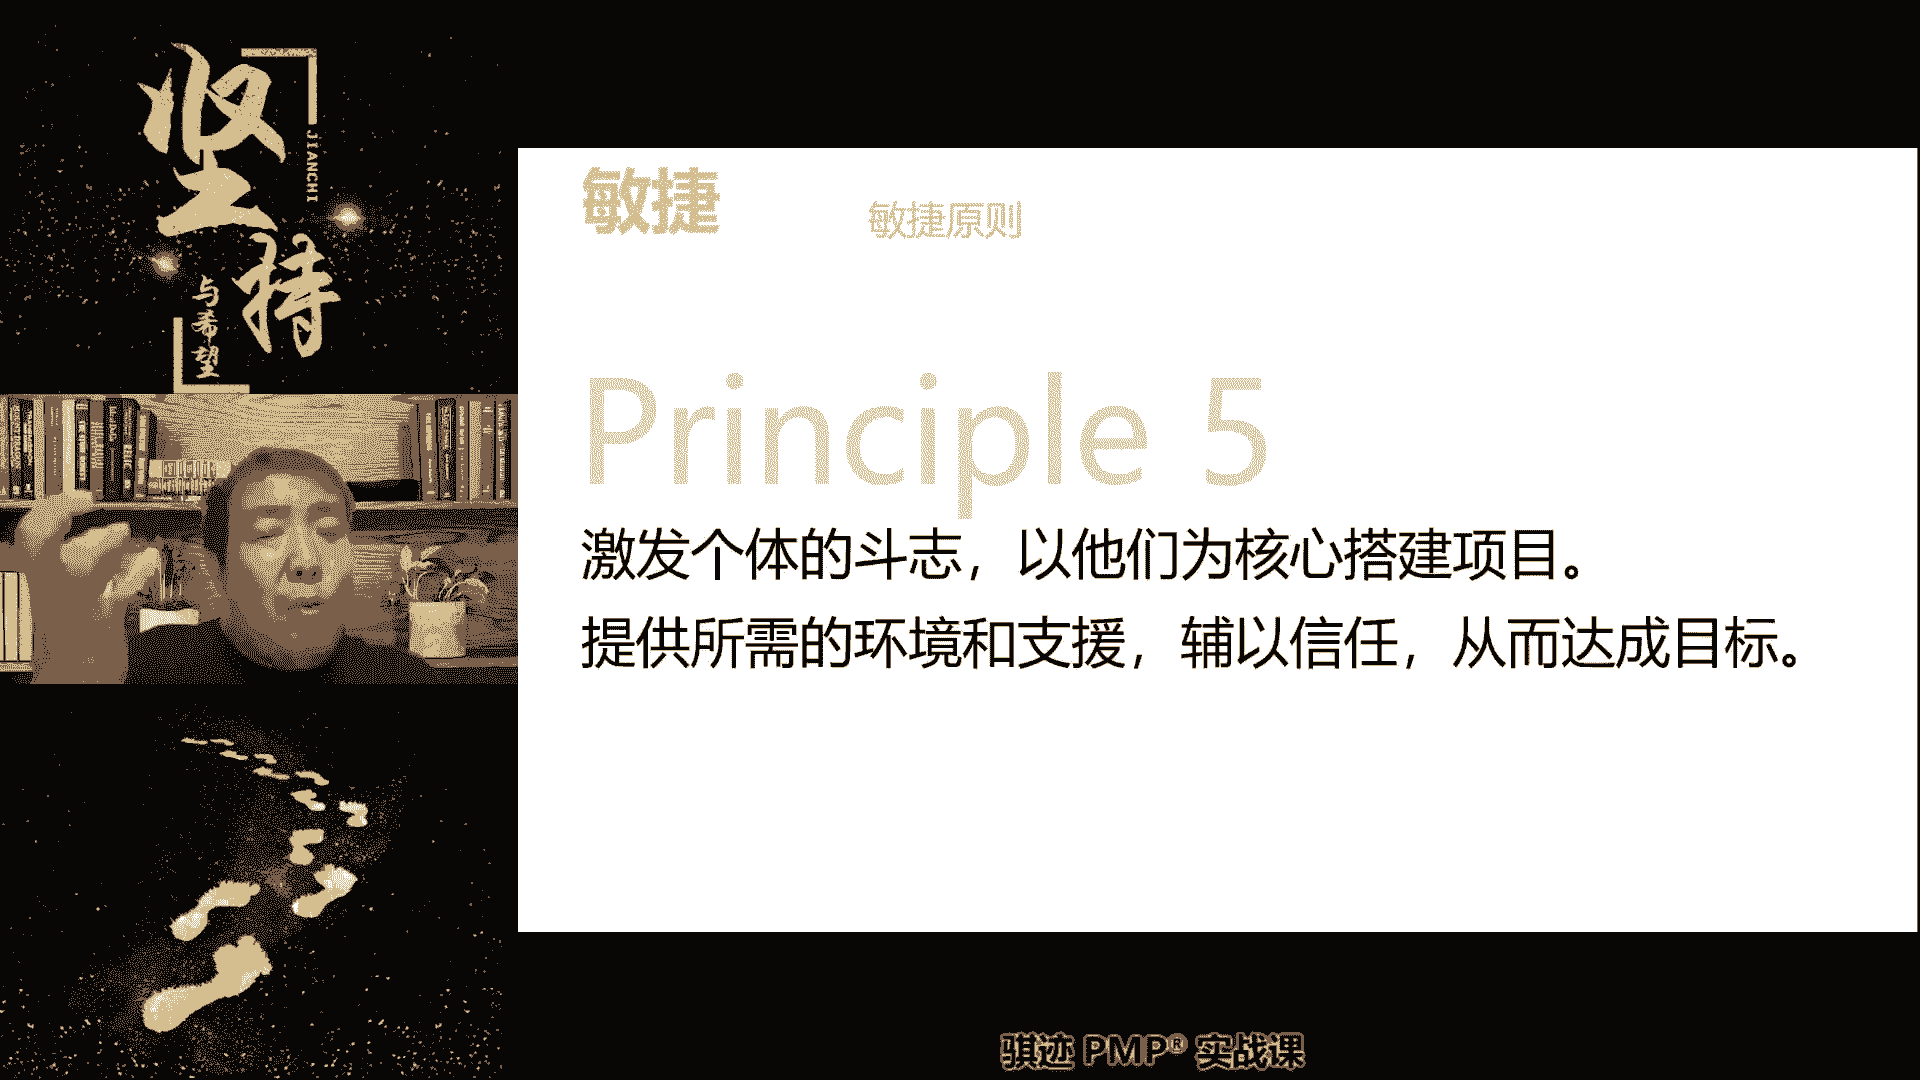 坚持
JIANCHI
与希望
敏捷
敏捷原则
Principle 5
激发个体的斗志，以他们为核心搭建项目。
提供所需的环境和支援，辅以信任，从而达成目标。
骐迹 PMP® 实战课